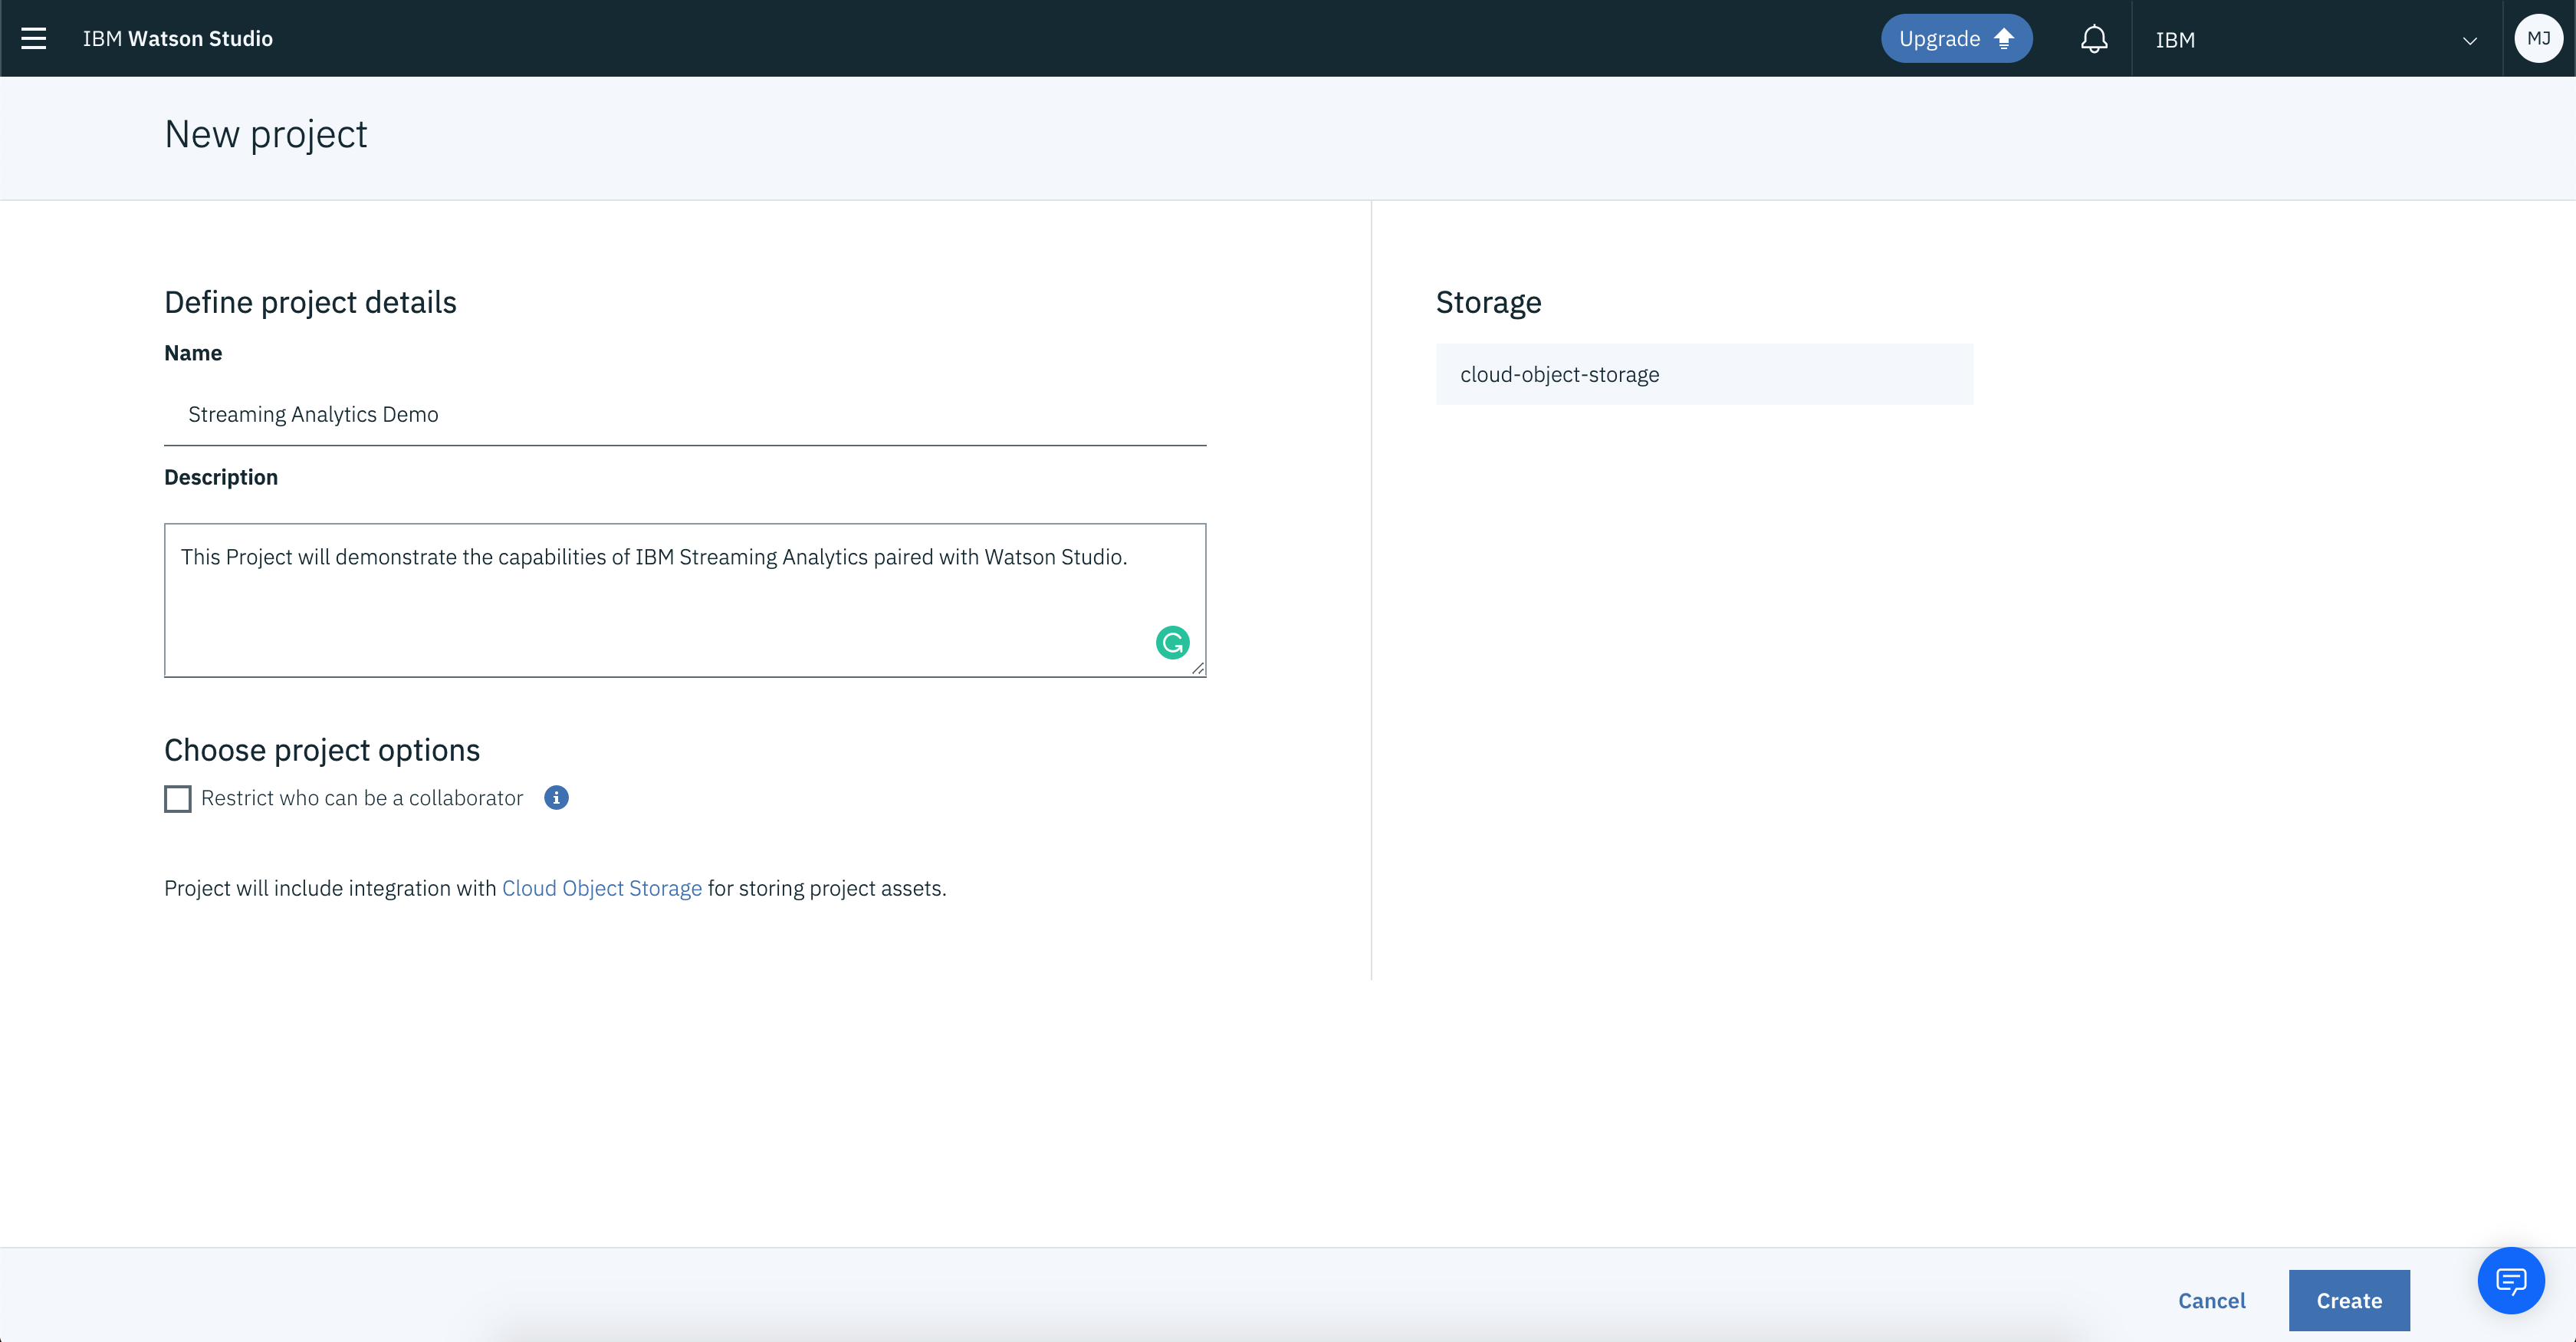 IBM Watson Studio
Upgrade
IBM
MJ
New project
Define project details
Name
Streaming Analytics Demo
Description
This Project will demonstrate the capabilities of IBM Streaming Analytics paired with Watson Studio.
Choose project options
Restrict who can be a collaborator
Project will include integration with Cloud Object Storage for storing project assets.
Storage
cloud-object-storage
Cancel
Create